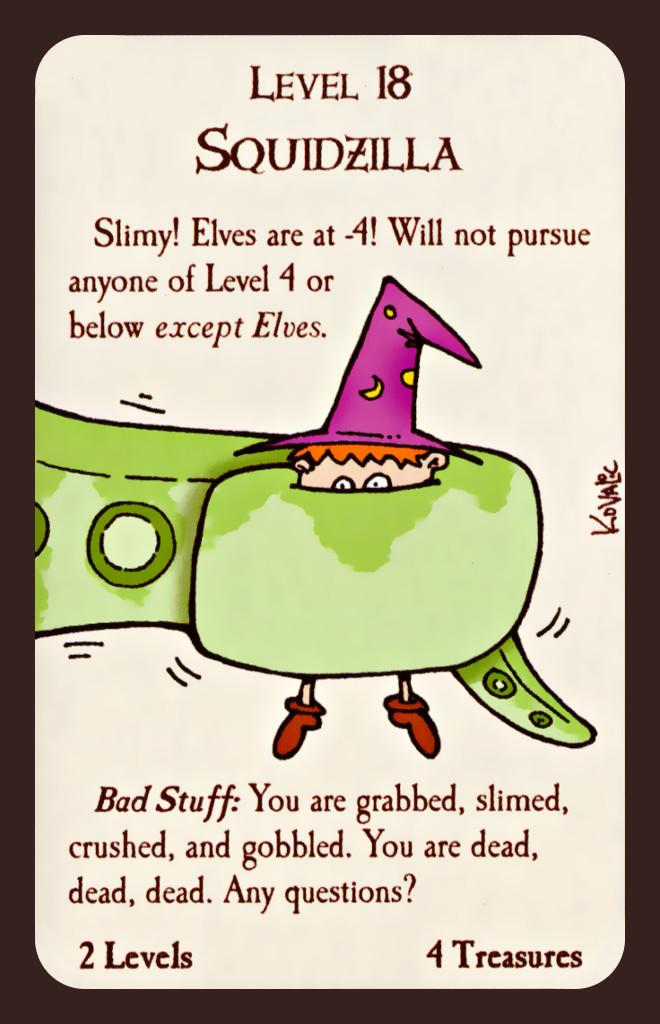 Level 18
Squidzilla
Slimy! Elves are at -4! Will not pursue
anyone of Level 4 or
below except Elves.
Kovalic
Bad Stuff: You are grabbed, slimed,
crushed, and gobbled. You are dead,
dead, dead. Any questions?
2 Levels
4 Treasures